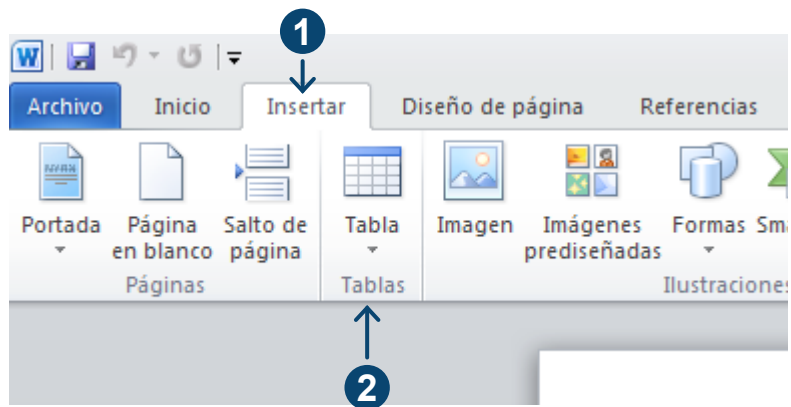 1
W
Archivo Inicio Insertar Diseño de página Referencias
Portada Página en blanco Salto de página Tabla Imagen Imágenes prediseñadas Formas
Páginas Tablas Ilustraciones
2